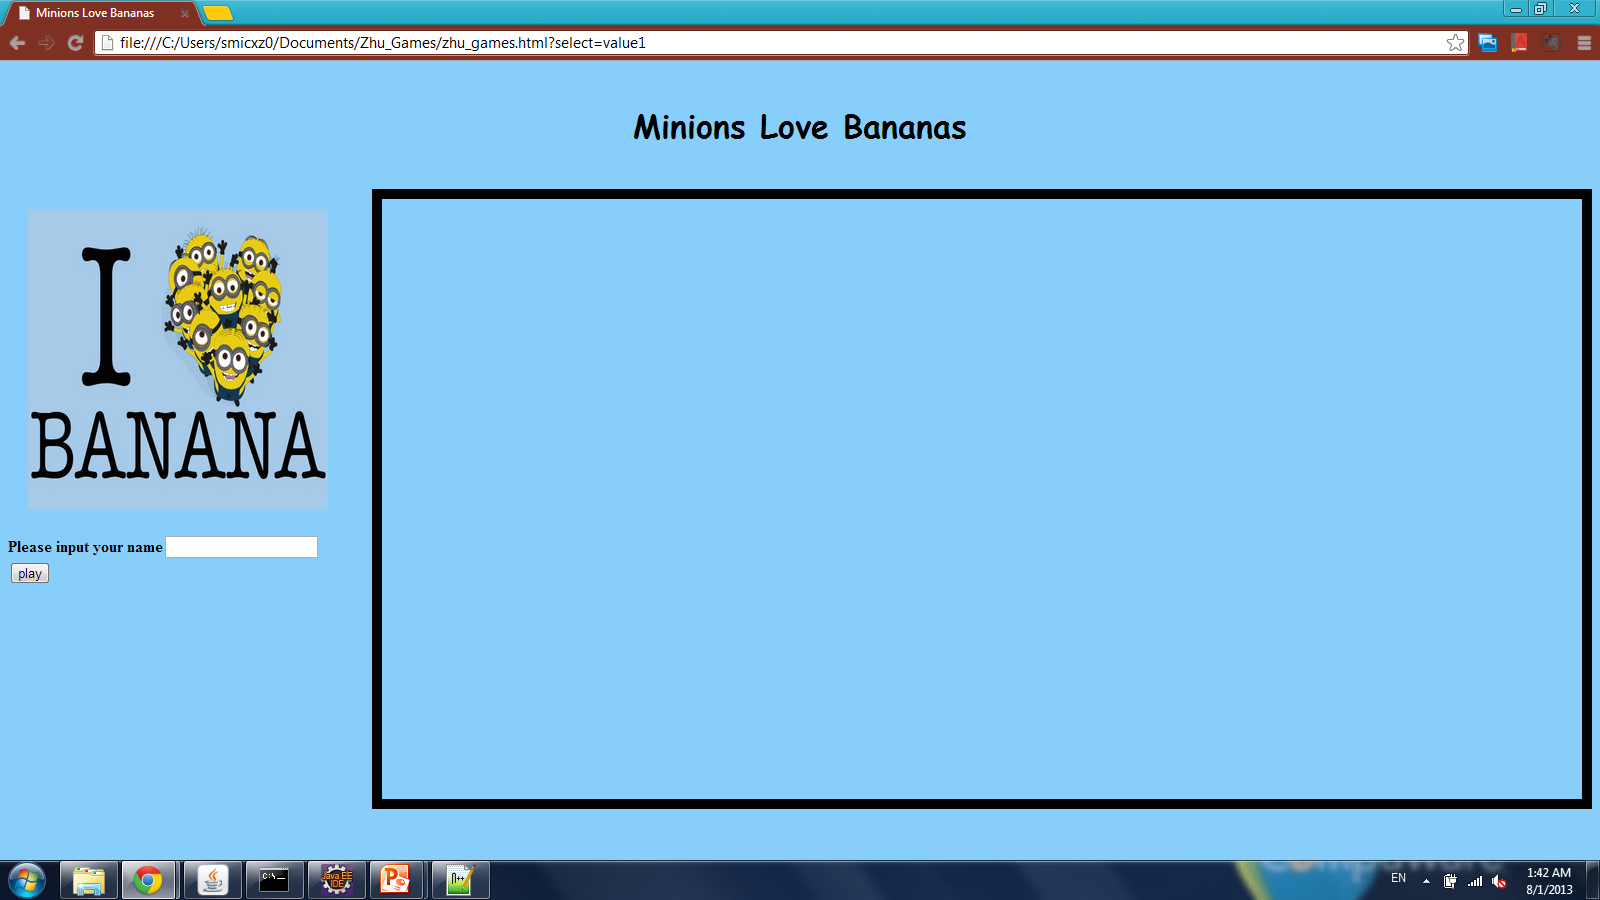 Minions Love Bananas
file:///C:/Users/smicxz0/Documents/Zhu_Games/zhu_games.html?select=value1
Minions Love Bananas
I
BANANA
Please input your name
play
C:\._
Java EE
IDE
EN
1:42 AM
8/1/2013